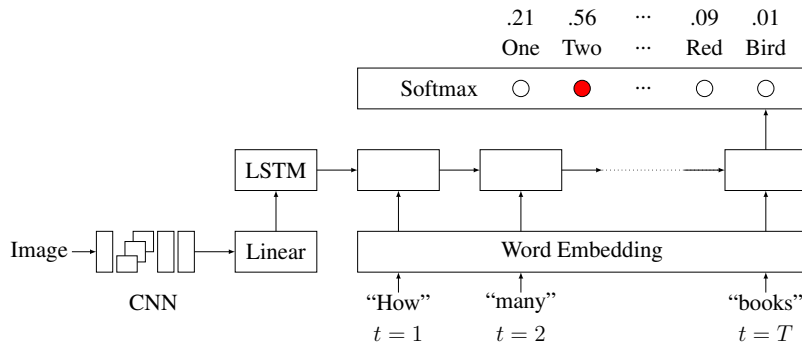 .21 .56 ... .09 .01
One Two ... Red Bird
Softmax ...
LSTM
Image Linear Word Embedding
CNN
“How” “many” “books”
t = 1 t = 2 t = T